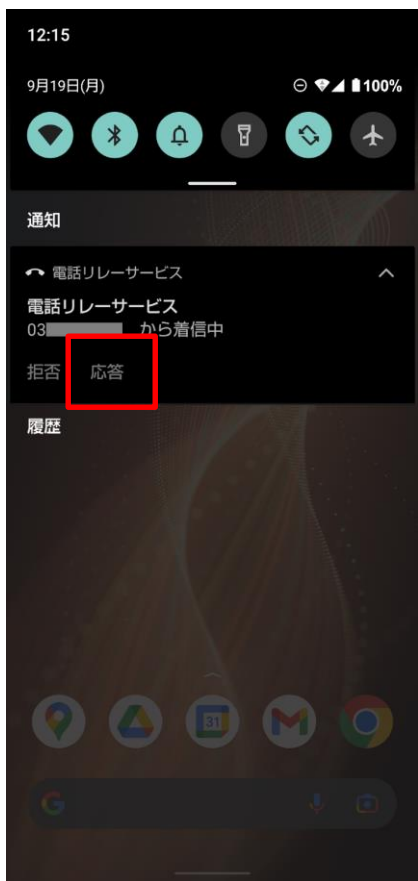 12:15
9月19日(月)
100%
通知
電話リレーサービス
電話リレーサービス
03 から着信中
拒否 応答
履歴
31
G